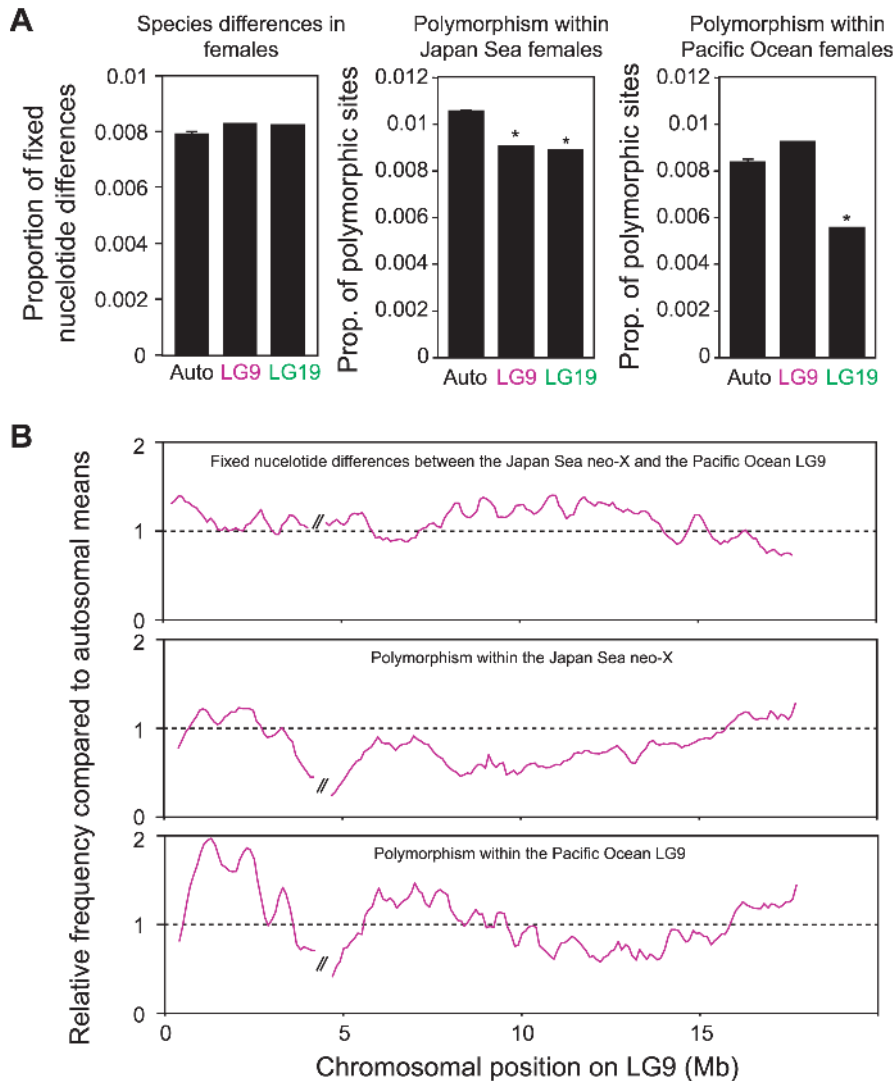 A
Species differences in
females
Polymorphism within
Japan Sea females
Polymorphism within
Pacific Ocean females
Proportion of fixed
nucelotide differences
0.01
0.008
0.006
0.004
0.002
0
Auto LG9 LG19
Prop. of polymorphic sites
0.012
0.01
0.008
0.006
0.004
0.002
0
* *
Auto LG9 LG19
Prop. of polymorphic sites
0.012
0.01
0.008
0.006
0.004
0.002
0
*
Auto LG9 LG19
B
Relative frequency compared to autosomal means
2
1
0
Fixed nucelotide differences between the Japan Sea neo-X and the Pacific Ocean LG9
//
2
1
0
Polymorphism within the Japan Sea neo-X
//
2
1
0
Polymorphism within the Pacific Ocean LG9
//
0 5 10 15
Chromosomal position on LG9 (Mb)